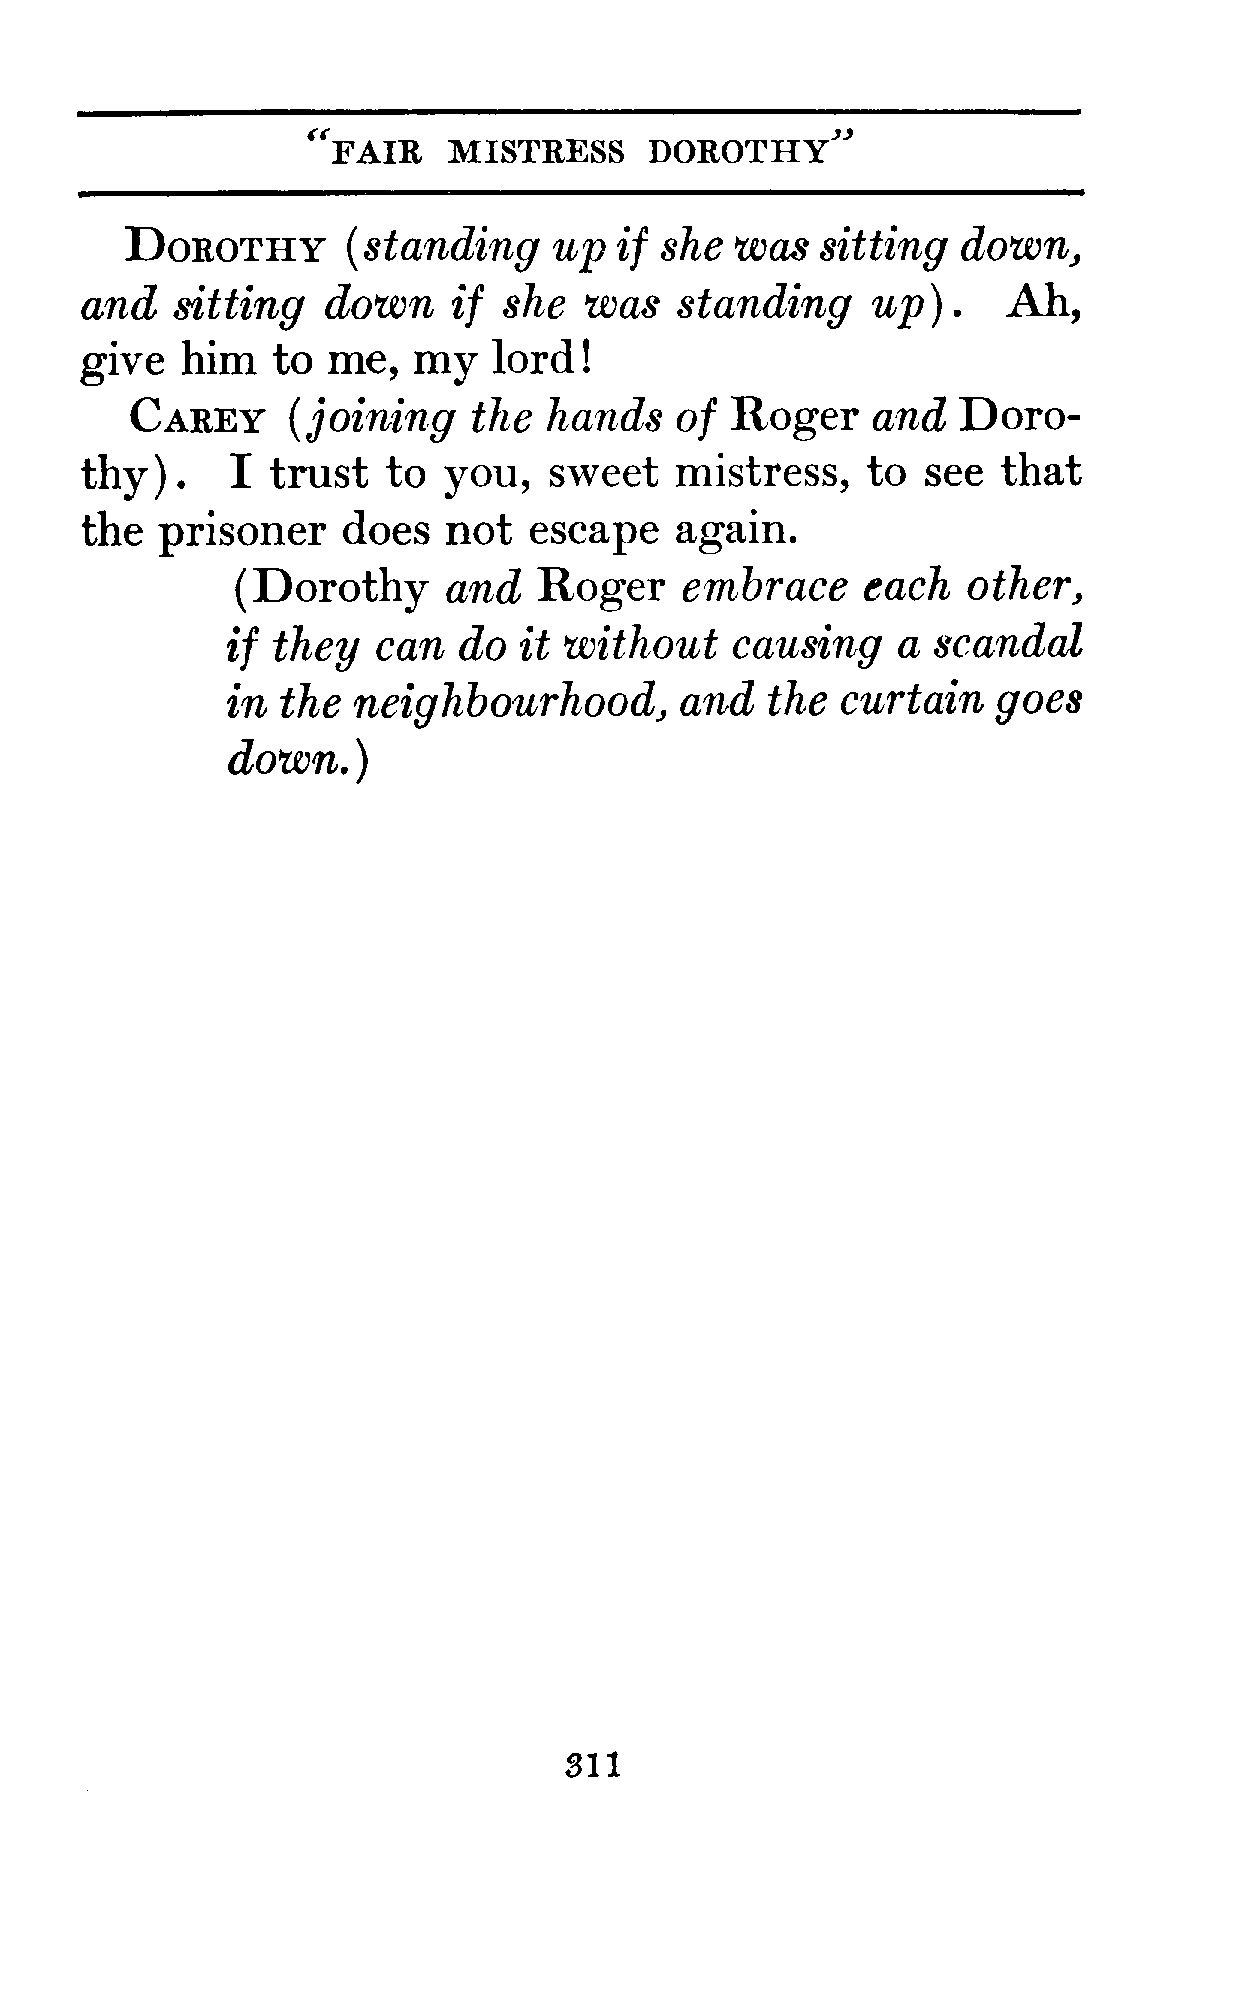 “FAIR MISTRESS DOROTHY”
DOROTHY (standing up if she was sitting down,
and sitting down if she was standing up). Ah,
give him to me, my lord!
CAREY (joining the hands of Roger and Doro-
thy). I trust to you, sweet mistress, to see that
the prisoner does not escape again.
(Dorothy and Roger embrace each other,
if they can do it without causing a scandal
in the neighbourhood, and the curtain goes
down.)
311